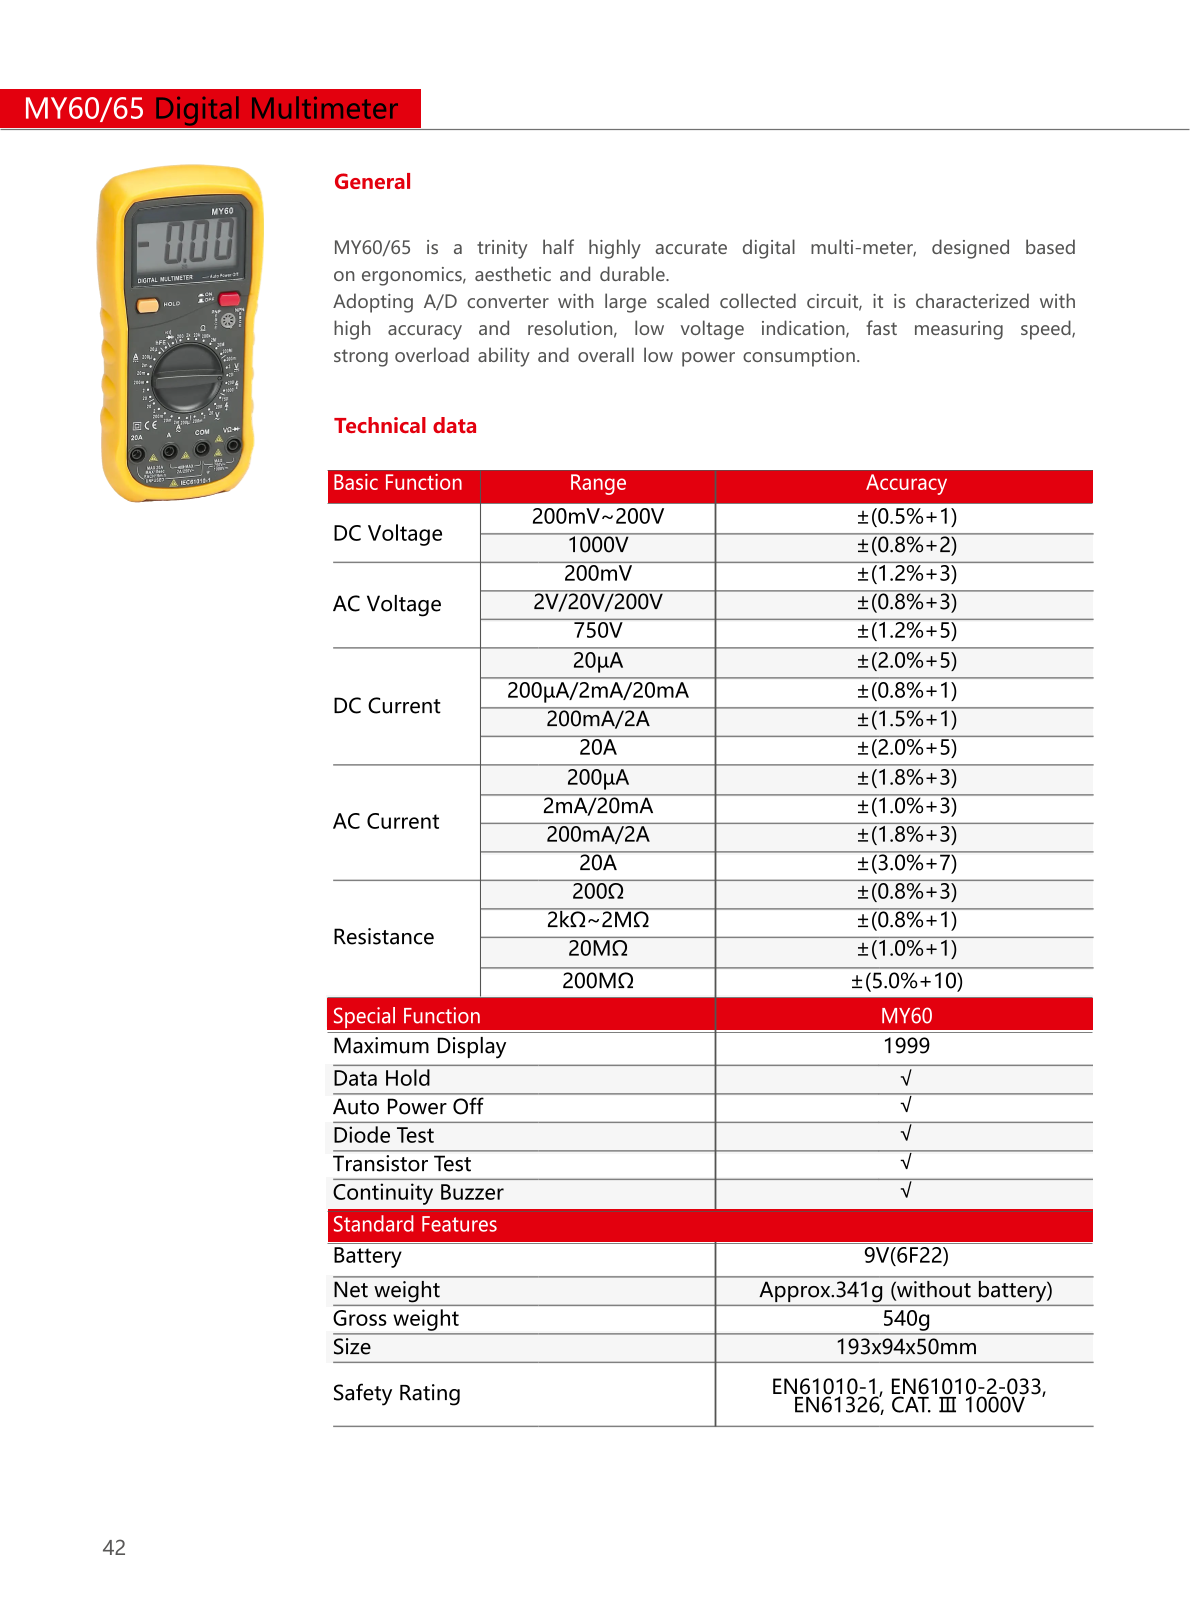 MY60/65 Digital Multimeter
General
MY60/65 is a trinity half highly accurate digital multi-meter, designed based
on ergonomics, aesthetic and durable.
Adopting A/D converter with large scaled collected circuit, it is characterized with
high accuracy and resolution, low voltage indication, fast measuring speed,
strong overload ability and overall low power consumption.
MY60
0.00
DIGITAL MULTIMETER
Auto Power Off
HOLD
ON
OFF
hFE
20A
A
COM
VΩ
IEC61010-1
Technical data
Basic Function Range Accuracy
DC Voltage 200mV~200V ±(0.5%+1)
1000V ±(0.8%+2)
AC Voltage 200mV ±(1.2%+3)
2V/20V/200V ±(0.8%+3)
750V ±(1.2%+5)
DC Current 20μA ±(2.0%+5)
200μA/2mA/20mA ±(0.8%+1)
200mA/2A ±(1.5%+1)
20A ±(2.0%+5)
AC Current 200μA ±(1.8%+3)
2mA/20mA ±(1.0%+3)
200mA/2A ±(1.8%+3)
20A ±(3.0%+7)
Resistance 200Ω ±(0.8%+3)
2kΩ~2MΩ ±(0.8%+1)
20MΩ ±(1.0%+1)
200MΩ ±(5.0%+10)
Special Function MY60
Maximum Display 1999
Data Hold √
Auto Power Off √
Diode Test √
Transistor Test √
Continuity Buzzer √
Standard Features
Battery 9V(6F22)
Net weight Approx.341g (without battery)
Gross weight 540g
Size 193x94x50mm
Safety Rating EN61010-1, EN61010-2-033,
EN61326, CAT. Ⅲ 1000V
42